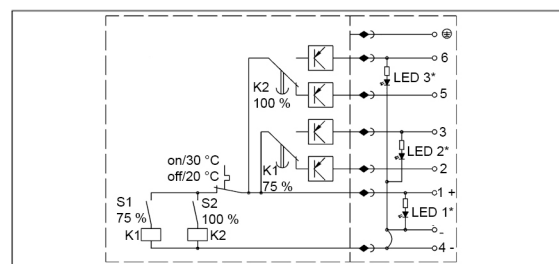 6
LED 3*
K2
100 %
5
3
LED 2*
on/30 °C
off/20 °C
K1
75 %
2
1 +
S1
75 %
S2
100 %
LED 1*
K1
K2
-
4 -